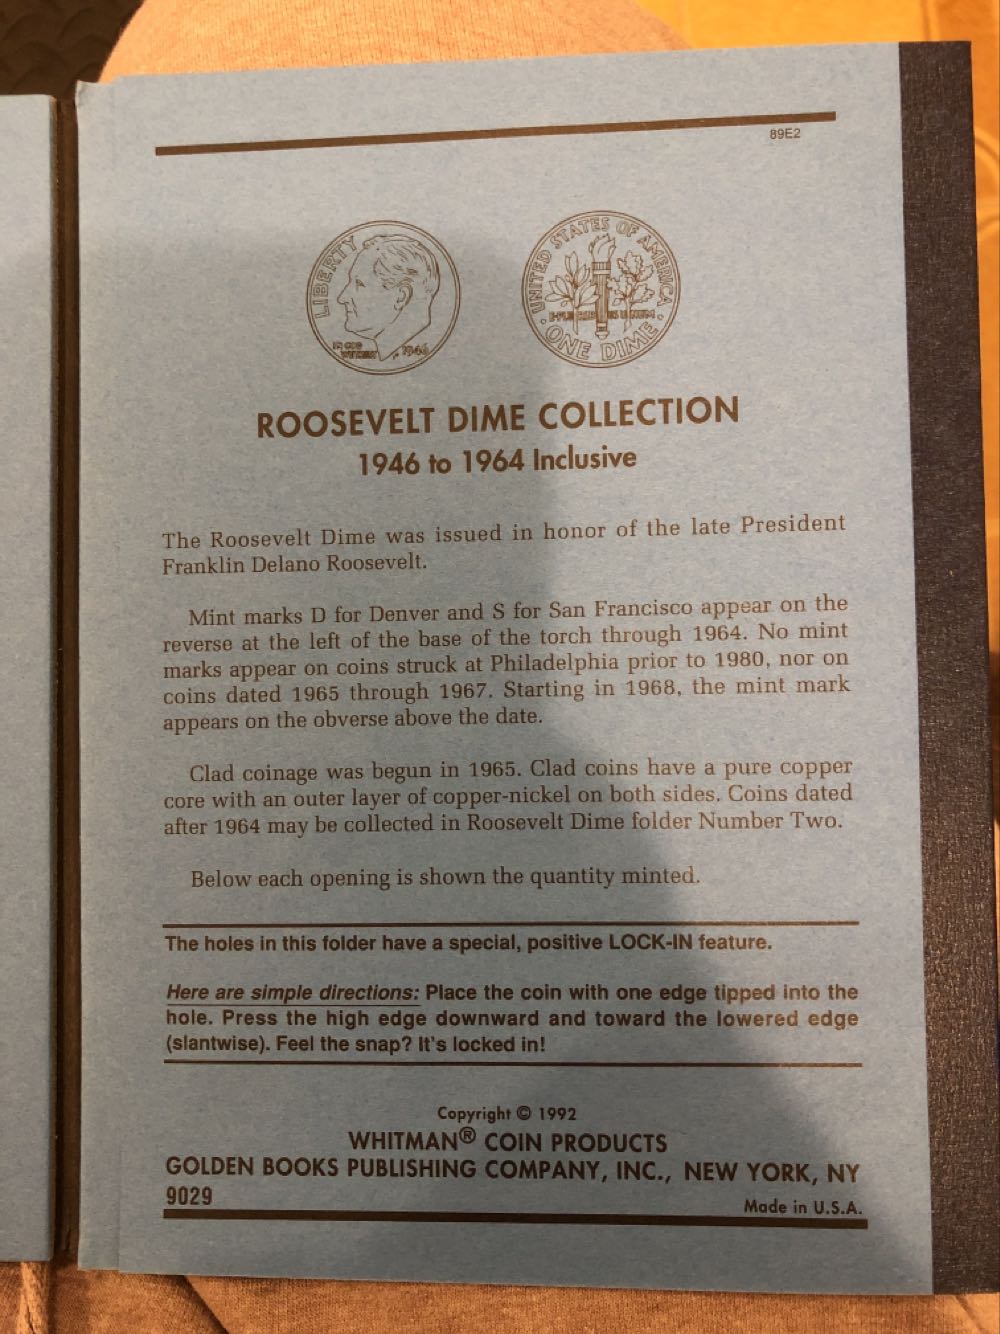 89E2
LIBERTY
IN GOD
WE TRUST
1946
UNITED STATES OF AMERICA
E PLURIBUS UNUM
ONE DIME
ROOSEVELT DIME COLLECTION
1946 to 1964 Inclusive
The Roosevelt Dime was issued in honor of the late President
Franklin Delano Roosevelt.
Mint marks D for Denver and S for San Francisco appear on the
reverse at the left of the base of the torch through 1964. No mint
marks appear on coins struck at Philadelphia prior to 1980, nor on
coins dated 1965 through 1967. Starting in 1968, the mint mark
appears on the obverse above the date.
Clad coinage was begun in 1965. Clad coins have a pure copper
core with an outer layer of copper-nickel on both sides. Coins dated
after 1964 may be collected in Roosevelt Dime folder Number Two.
Below each opening is shown the quantity minted.
The holes in this folder have a special, positive LOCK-IN feature.
Here are simple directions: Place the coin with one edge tipped into the
hole. Press the high edge downward and toward the lowered edge
(slantwise). Feel the snap? It's locked in!
Copyright © 1992
WHITMAN® COIN PRODUCTS
GOLDEN BOOKS PUBLISHING COMPANY, INC., NEW YORK, NY
9029
Made in U.S.A.